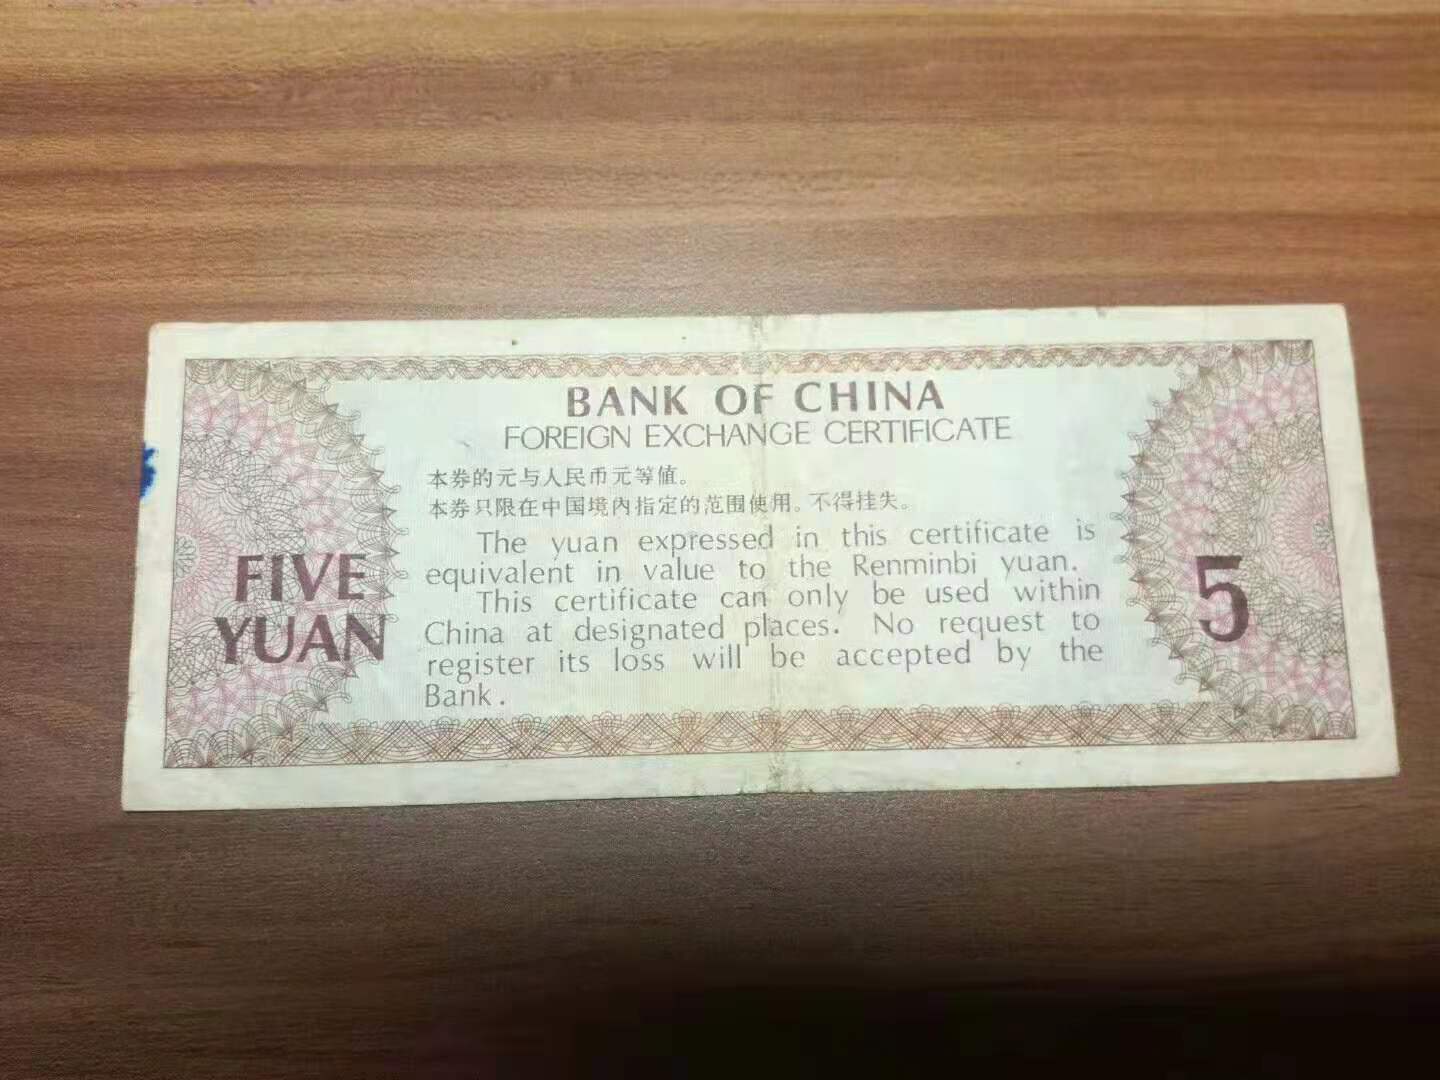 BANK OF CHINA
FOREIGN EXCHANGE CERTIFICATE
本券的元与人民币元等值。
本券只限在中国境内指定的范围使用。不得挂失。
The yuan expressed in this certificate is
equivalent in value to the Renminbi yuan.
This certificate can only be used within
China at designated places. No request to
register its loss will be accepted by the
Bank.
FIVE
YUAN
5